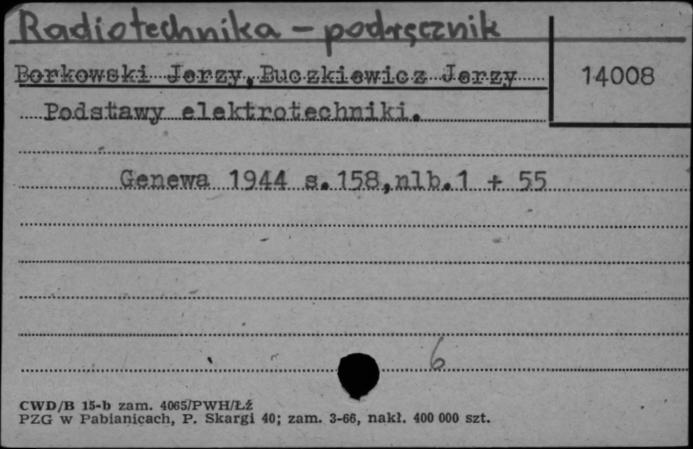 Radiotechnika – podręcznik
Borkowski Jerzy, Buczkiewicz Jerzy
14008
Podstawy elektrotechniki.
Genewa 1944 s. 158, nlb. 1 + 55
6
CWD/B 15-b zam. 4065/PWH/ŁŹ
PZG w Pabianicach, P. Skargi 40; zam. 3-66, nakł. 400 000 szt.